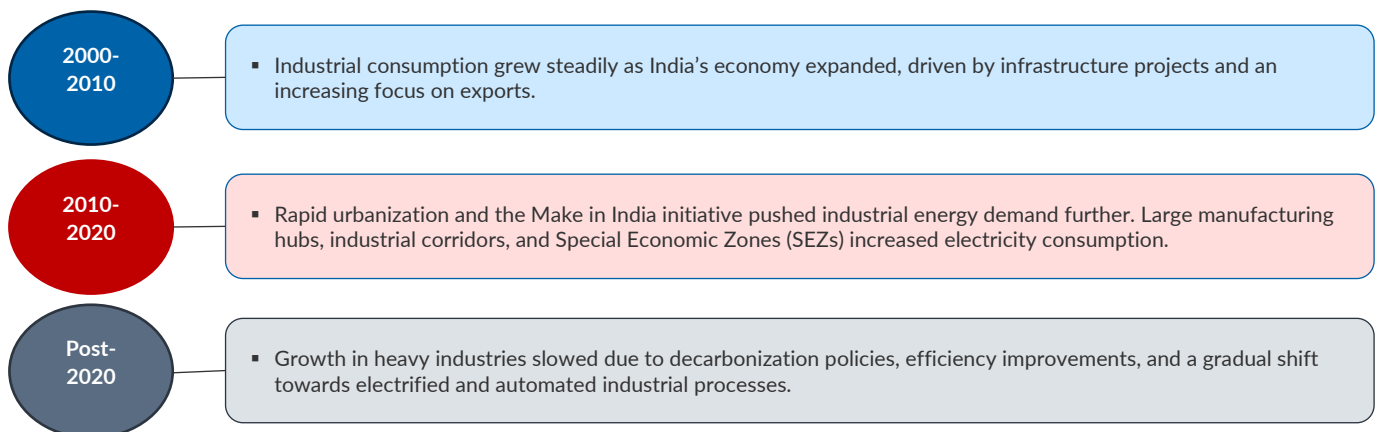 2000-
2010
▪ Industrial consumption grew steadily as India’s economy expanded, driven by infrastructure projects and an
increasing focus on exports.
2010-
2020
▪ Rapid urbanization and the Make in India initiative pushed industrial energy demand further. Large manufacturing
hubs, industrial corridors, and Special Economic Zones (SEZs) increased electricity consumption.
Post-
2020
▪ Growth in heavy industries slowed due to decarbonization policies, efficiency improvements, and a gradual shift
towards electrified and automated industrial processes.